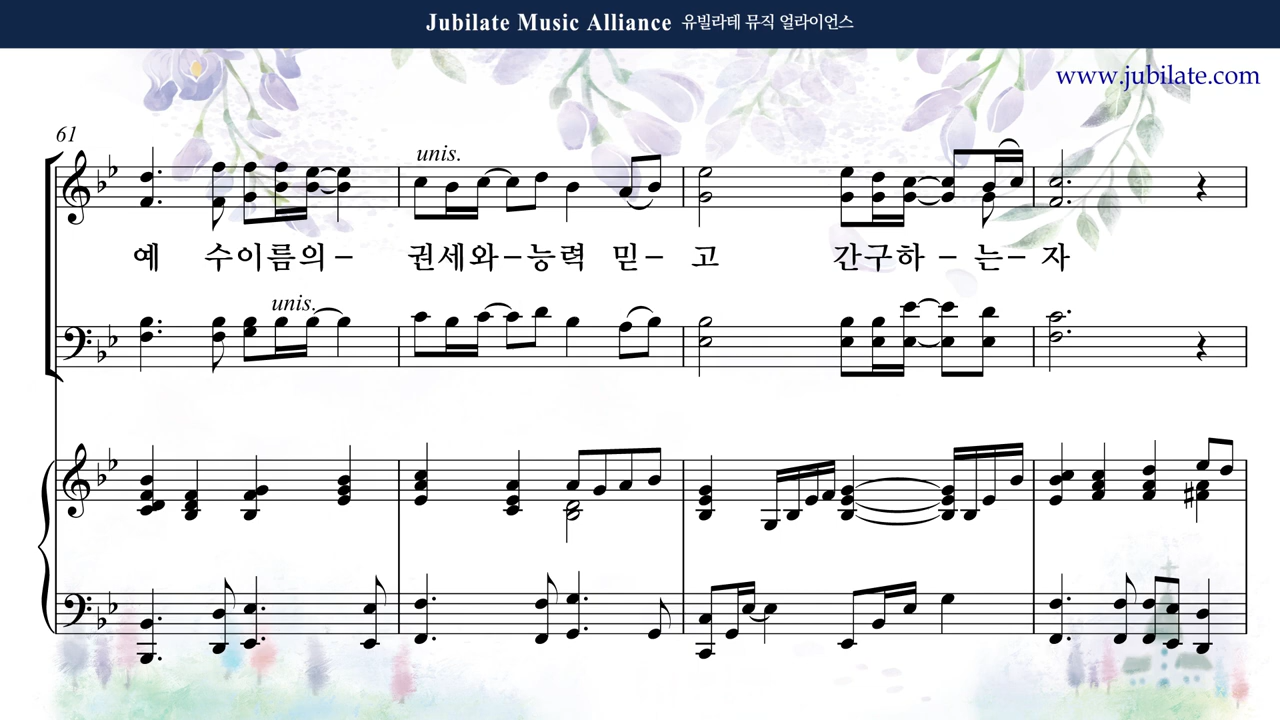 Jubilate Music Alliance 유빌라테 뮤직 얼라이언스
www.jubilate.com
61
unis.
예 수이름의– 권세와–능력 믿– 고 간구하 – 는– 자
unis.